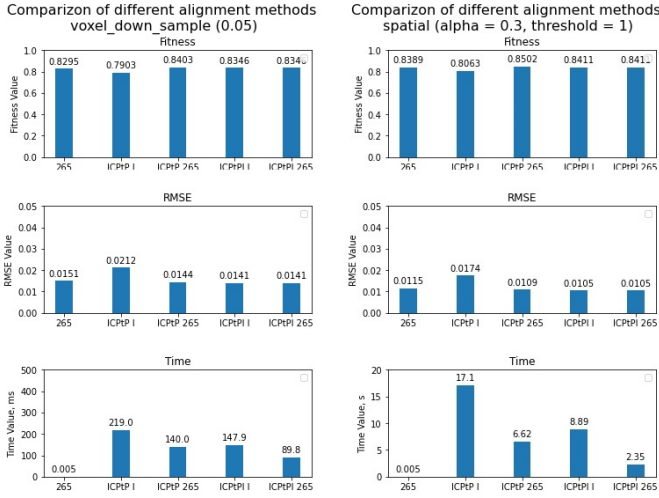 Comparizon of different alignment methods
voxel_down_sample (0.05)
Fitness
1.0
0.8
0.6
0.4
0.2
0.0
Fitness Value
0.8295
0.7903
0.8403
0.8346
0.8346
265
ICPtP I
ICPtP 265
ICPtPl I
ICPtPl 265
RMSE
0.05
0.04
0.03
0.02
0.01
0.00
RMSE Value
0.0151
0.0212
0.0144
0.0141
0.0141
265
ICPtP I
ICPtP 265
ICPtPl I
ICPtPl 265
Time
500
400
300
200
100
0
Time Value, ms
0.005
219.0
140.0
147.9
89.8
265
ICPtP I
ICPtP 265
ICPtPl I
ICPtPl 265
Comparizon of different alignment methods
spatial (alpha = 0.3, threshold = 1)
Fitness
1.0
0.8
0.6
0.4
0.2
0.0
Fitness Value
0.8389
0.8063
0.8502
0.8411
0.8411
265
ICPtP I
ICPtP 265
ICPtPl I
ICPtPl 265
RMSE
0.05
0.04
0.03
0.02
0.01
0.00
RMSE Value
0.0115
0.0174
0.0109
0.0105
0.0105
265
ICPtP I
ICPtP 265
ICPtPl I
ICPtPl 265
Time
20
15
10
5
0
Time Value, s
0.005
17.1
6.62
8.89
2.35
265
ICPtP I
ICPtP 265
ICPtPl I
ICPtPl 265